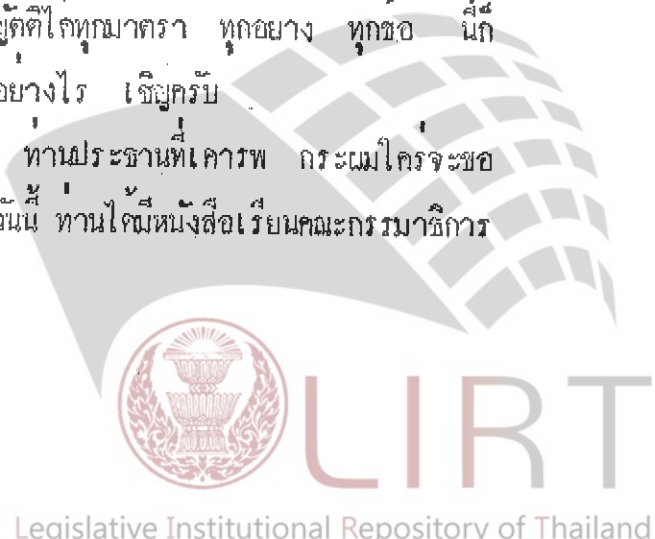 ญัตติได้ทุกมาตรา ทุกอย่าง ทุกข้อ นี่ก็
อย่างไร เชิญครับ
ท่านประธานที่เคารพ กระผมใคร่จะขอ
วันนี้ ท่านได้มีหนังสือเรียนคณะกรรมาธิการ
LIRT
Legislative Institutional Repository of Thailand